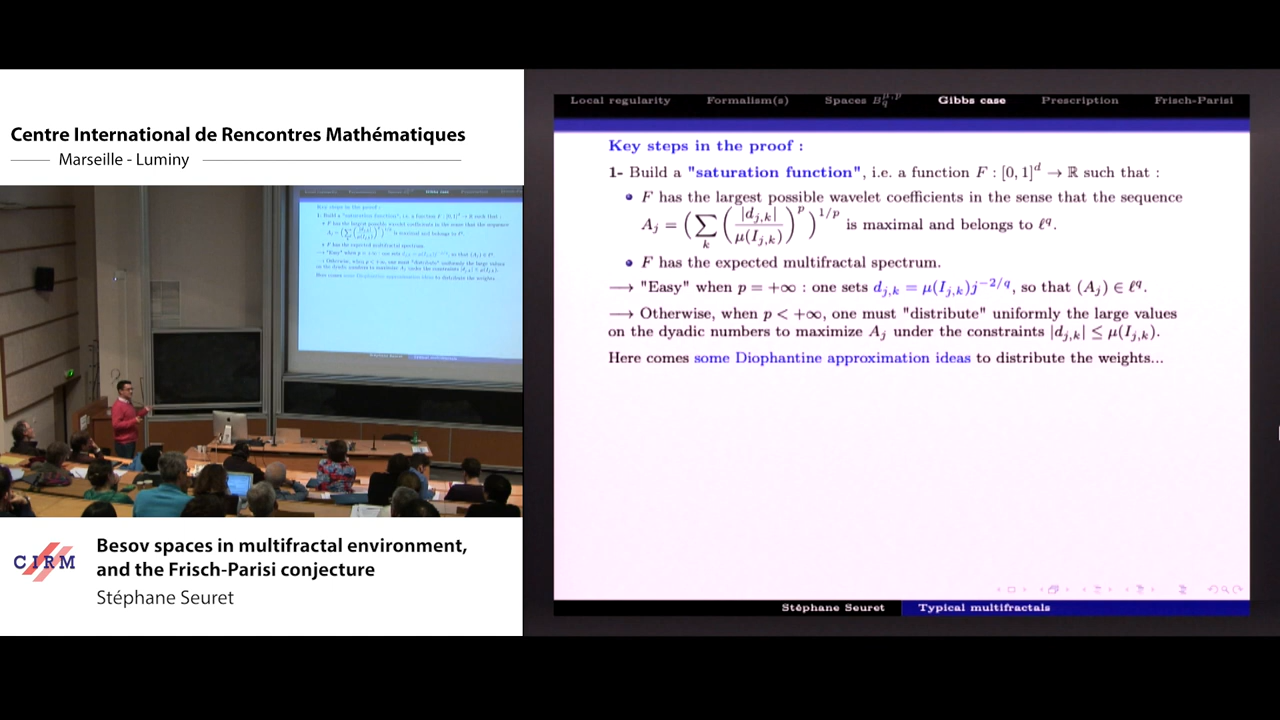 Centre International de Rencontres Mathématiques
Marseille - Luminy
CIRM
Besov spaces in multifractal environment,
and the Frisch-Parisi conjecture
Stéphane Seuret
Local regularity Formalism(s) Spaces B_q^{μ,p} Gibbs case Prescription Frisch-Parisi
Key steps in the proof :
1- Build a "saturation function", i.e. a function F : [0, 1]^d → ℝ such that :
• F has the largest possible wavelet coefficients in the sense that the sequence
A_j = (∑_k (|d_{j,k}| / μ(I_{j,k}))^p)^{1/p} is maximal and belongs to ℓ^q.
• F has the expected multifractal spectrum.
⟶ "Easy" when p = +∞ : one sets d_{j,k} = μ(I_{j,k})j^{-2/q}, so that (A_j) ∈ ℓ^q.
⟶ Otherwise, when p < +∞, one must "distribute" uniformly the large values
on the dyadic numbers to maximize A_j under the constraints |d_{j,k}| ≤ μ(I_{j,k}).
Here comes some Diophantine approximation ideas to distribute the weights...
Stéphane Seuret Typical multifractals